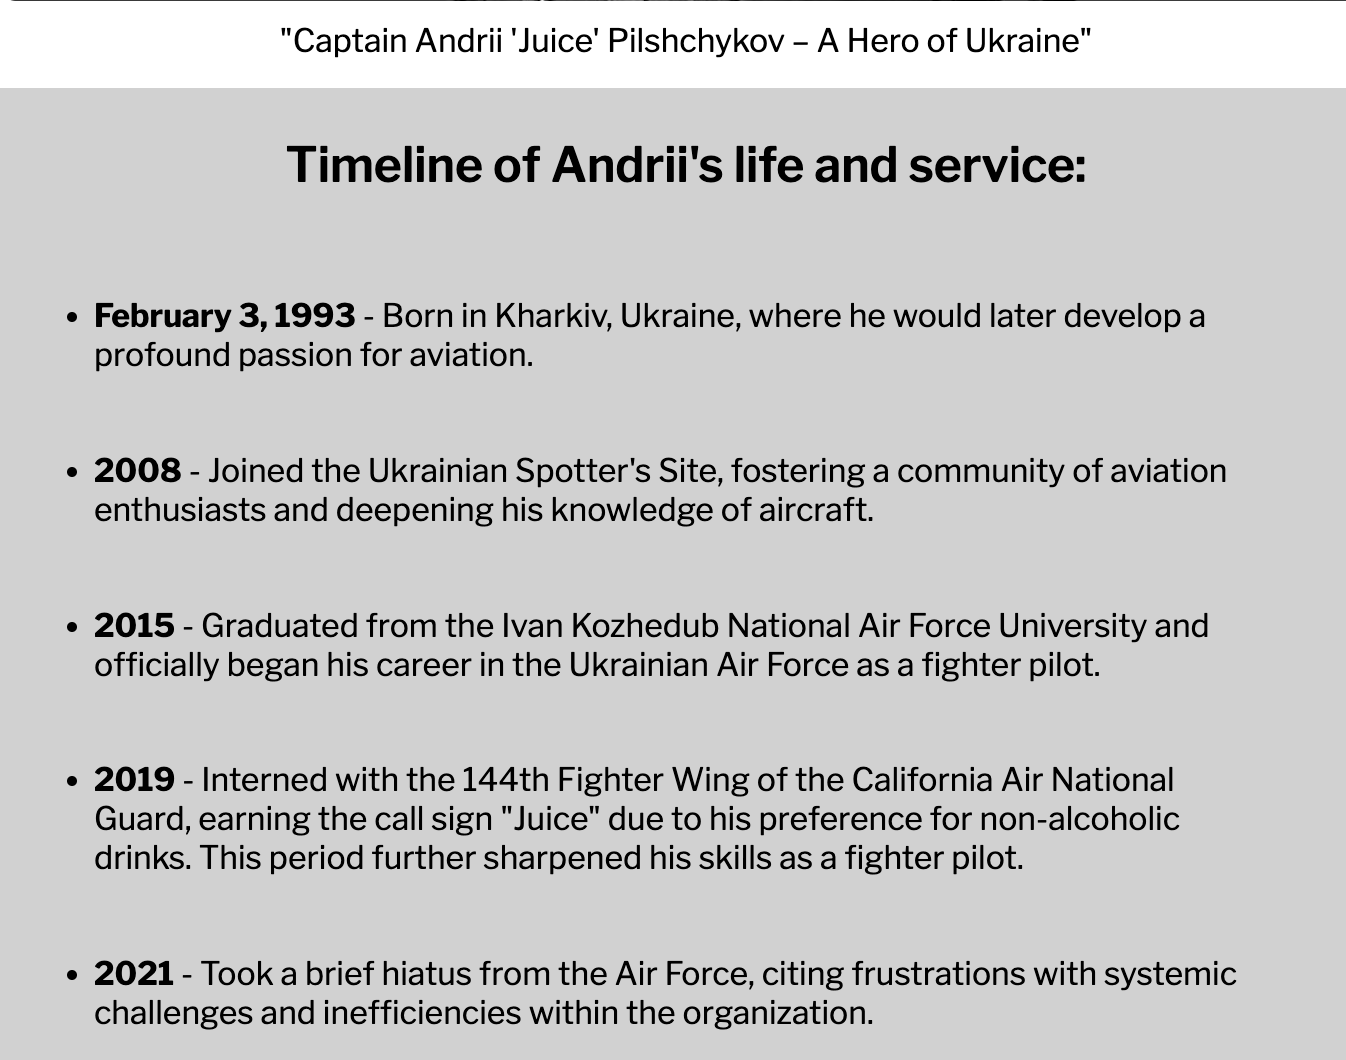 "Captain Andrii 'Juice' Pilshchykov – A Hero of Ukraine"
Timeline of Andrii's life and service:
• February 3, 1993 - Born in Kharkiv, Ukraine, where he would later develop a
profound passion for aviation.
• 2008 - Joined the Ukrainian Spotter's Site, fostering a community of aviation
enthusiasts and deepening his knowledge of aircraft.
• 2015 - Graduated from the Ivan Kozhedub National Air Force University and
officially began his career in the Ukrainian Air Force as a fighter pilot.
• 2019 - Interned with the 144th Fighter Wing of the California Air National
Guard, earning the call sign "Juice" due to his preference for non-alcoholic
drinks. This period further sharpened his skills as a fighter pilot.
• 2021 - Took a brief hiatus from the Air Force, citing frustrations with systemic
challenges and inefficiencies within the organization.